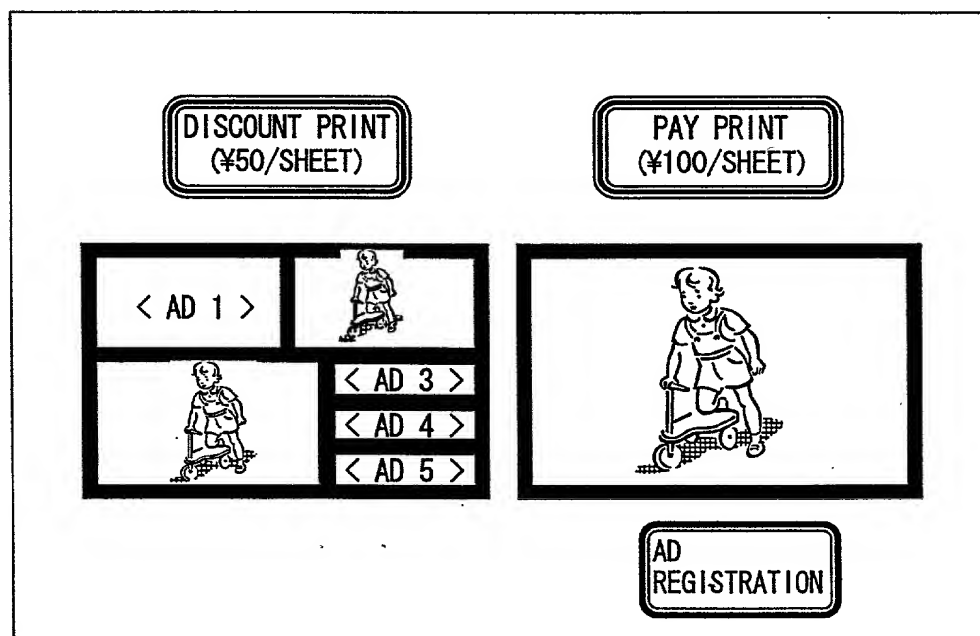 DISCOUNT PRINT
(¥50/SHEET)
PAY PRINT
(¥100/SHEET)
< AD 1 >
< AD 3 >
< AD 4 >
< AD 5 >
AD
REGISTRATION